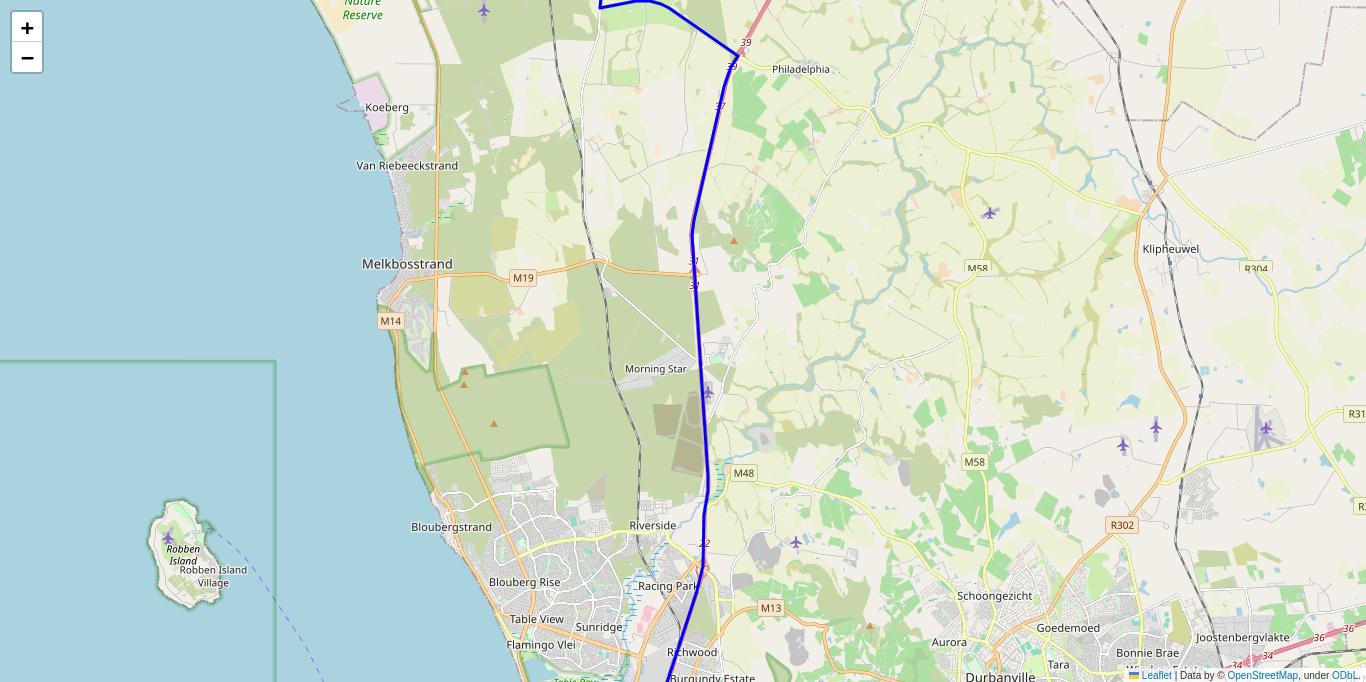 +
−
Nature
Reserve
39
39
Philadelphia
37
Koeberg
Van Riebeeckstrand
Klipheuwel
Melkbosstrand
31
M58
R304
M19
31
M14
Morning Star
R31
M48
M58
Bloubergstrand
Riverside
R302
22
Robben
Island
Robben Island
Village
Blouberg Rise
Racing Park
Schoongezicht
M13
Table View
Sunridge
Goedemoed
Joostenbergvlakte
36
36
Flamingo Vlei
Richwood
Aurora
Bonnie Brae
34
34
Tara
Durbanville
Burgundy Estate
Leaflet | Data by © OpenStreetMap, under ODbL.